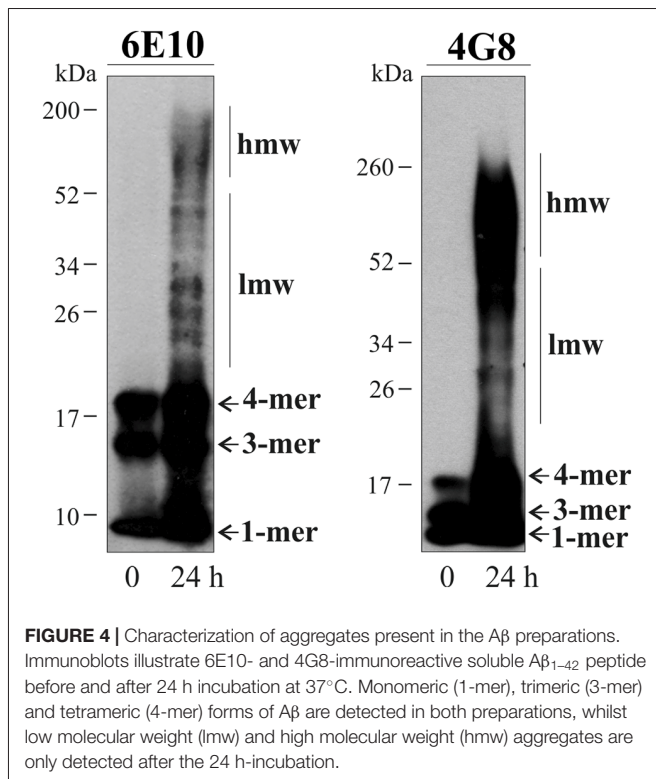 6E10
kDa
200
52
34
26
17
10
hmw
lmw
4-mer
3-mer
1-mer
0 24 h
4G8
kDa
260
52
34
26
17
hmw
lmw
4-mer
3-mer
1-mer
0 24 h
FIGURE 4 | Characterization of aggregates present in the Aβ preparations.
Immunoblots illustrate 6E10- and 4G8-immunoreactive soluble Aβ1–42 peptide
before and after 24 h incubation at 37°C. Monomeric (1-mer), trimeric (3-mer)
and tetrameric (4-mer) forms of Aβ are detected in both preparations, whilst
low molecular weight (lmw) and high molecular weight (hmw) aggregates are
only detected after the 24 h-incubation.